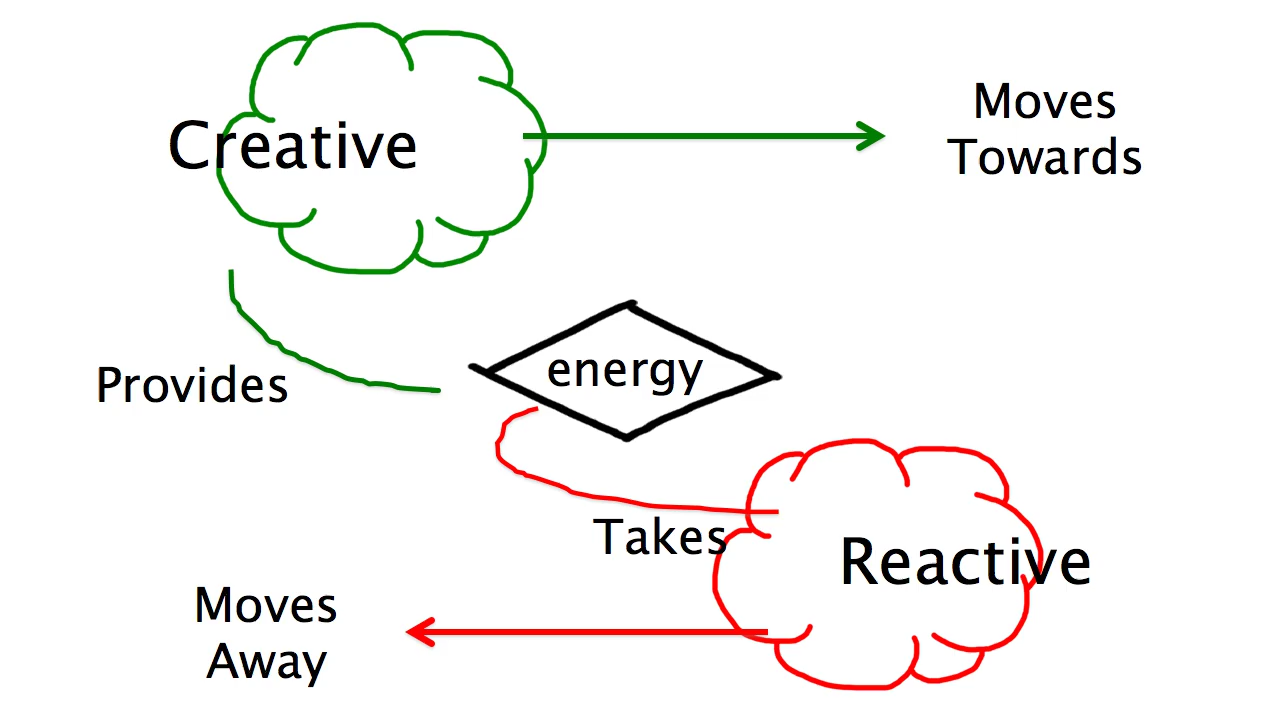 Creative
Moves
Towards
Provides
energy
Takes
Reactive
Moves
Away